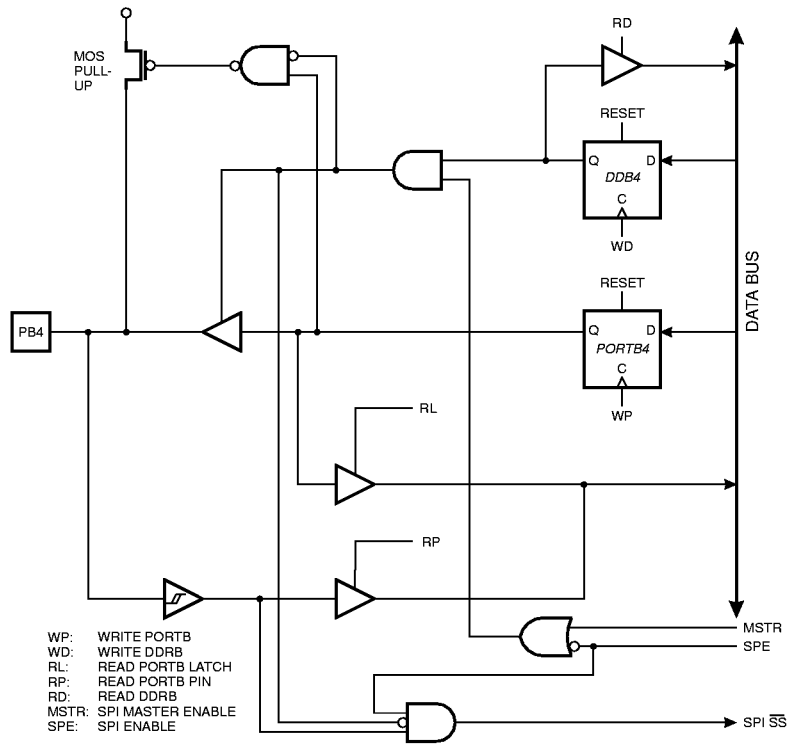 RD
MOS
PULL-
UP
RESET
Q D
DDB4
C
WD
DATA BUS
RESET
PB4
Q D
PORTB4
C
WP
RL
RP
WP: WRITE PORTB
WD: WRITE DDRB
RL: READ PORTB LATCH
RP: READ PORTB PIN
RD: READ DDRB
MSTR: SPI MASTER ENABLE
SPE: SPI ENABLE
MSTR
SPE
SPI S̅S̅